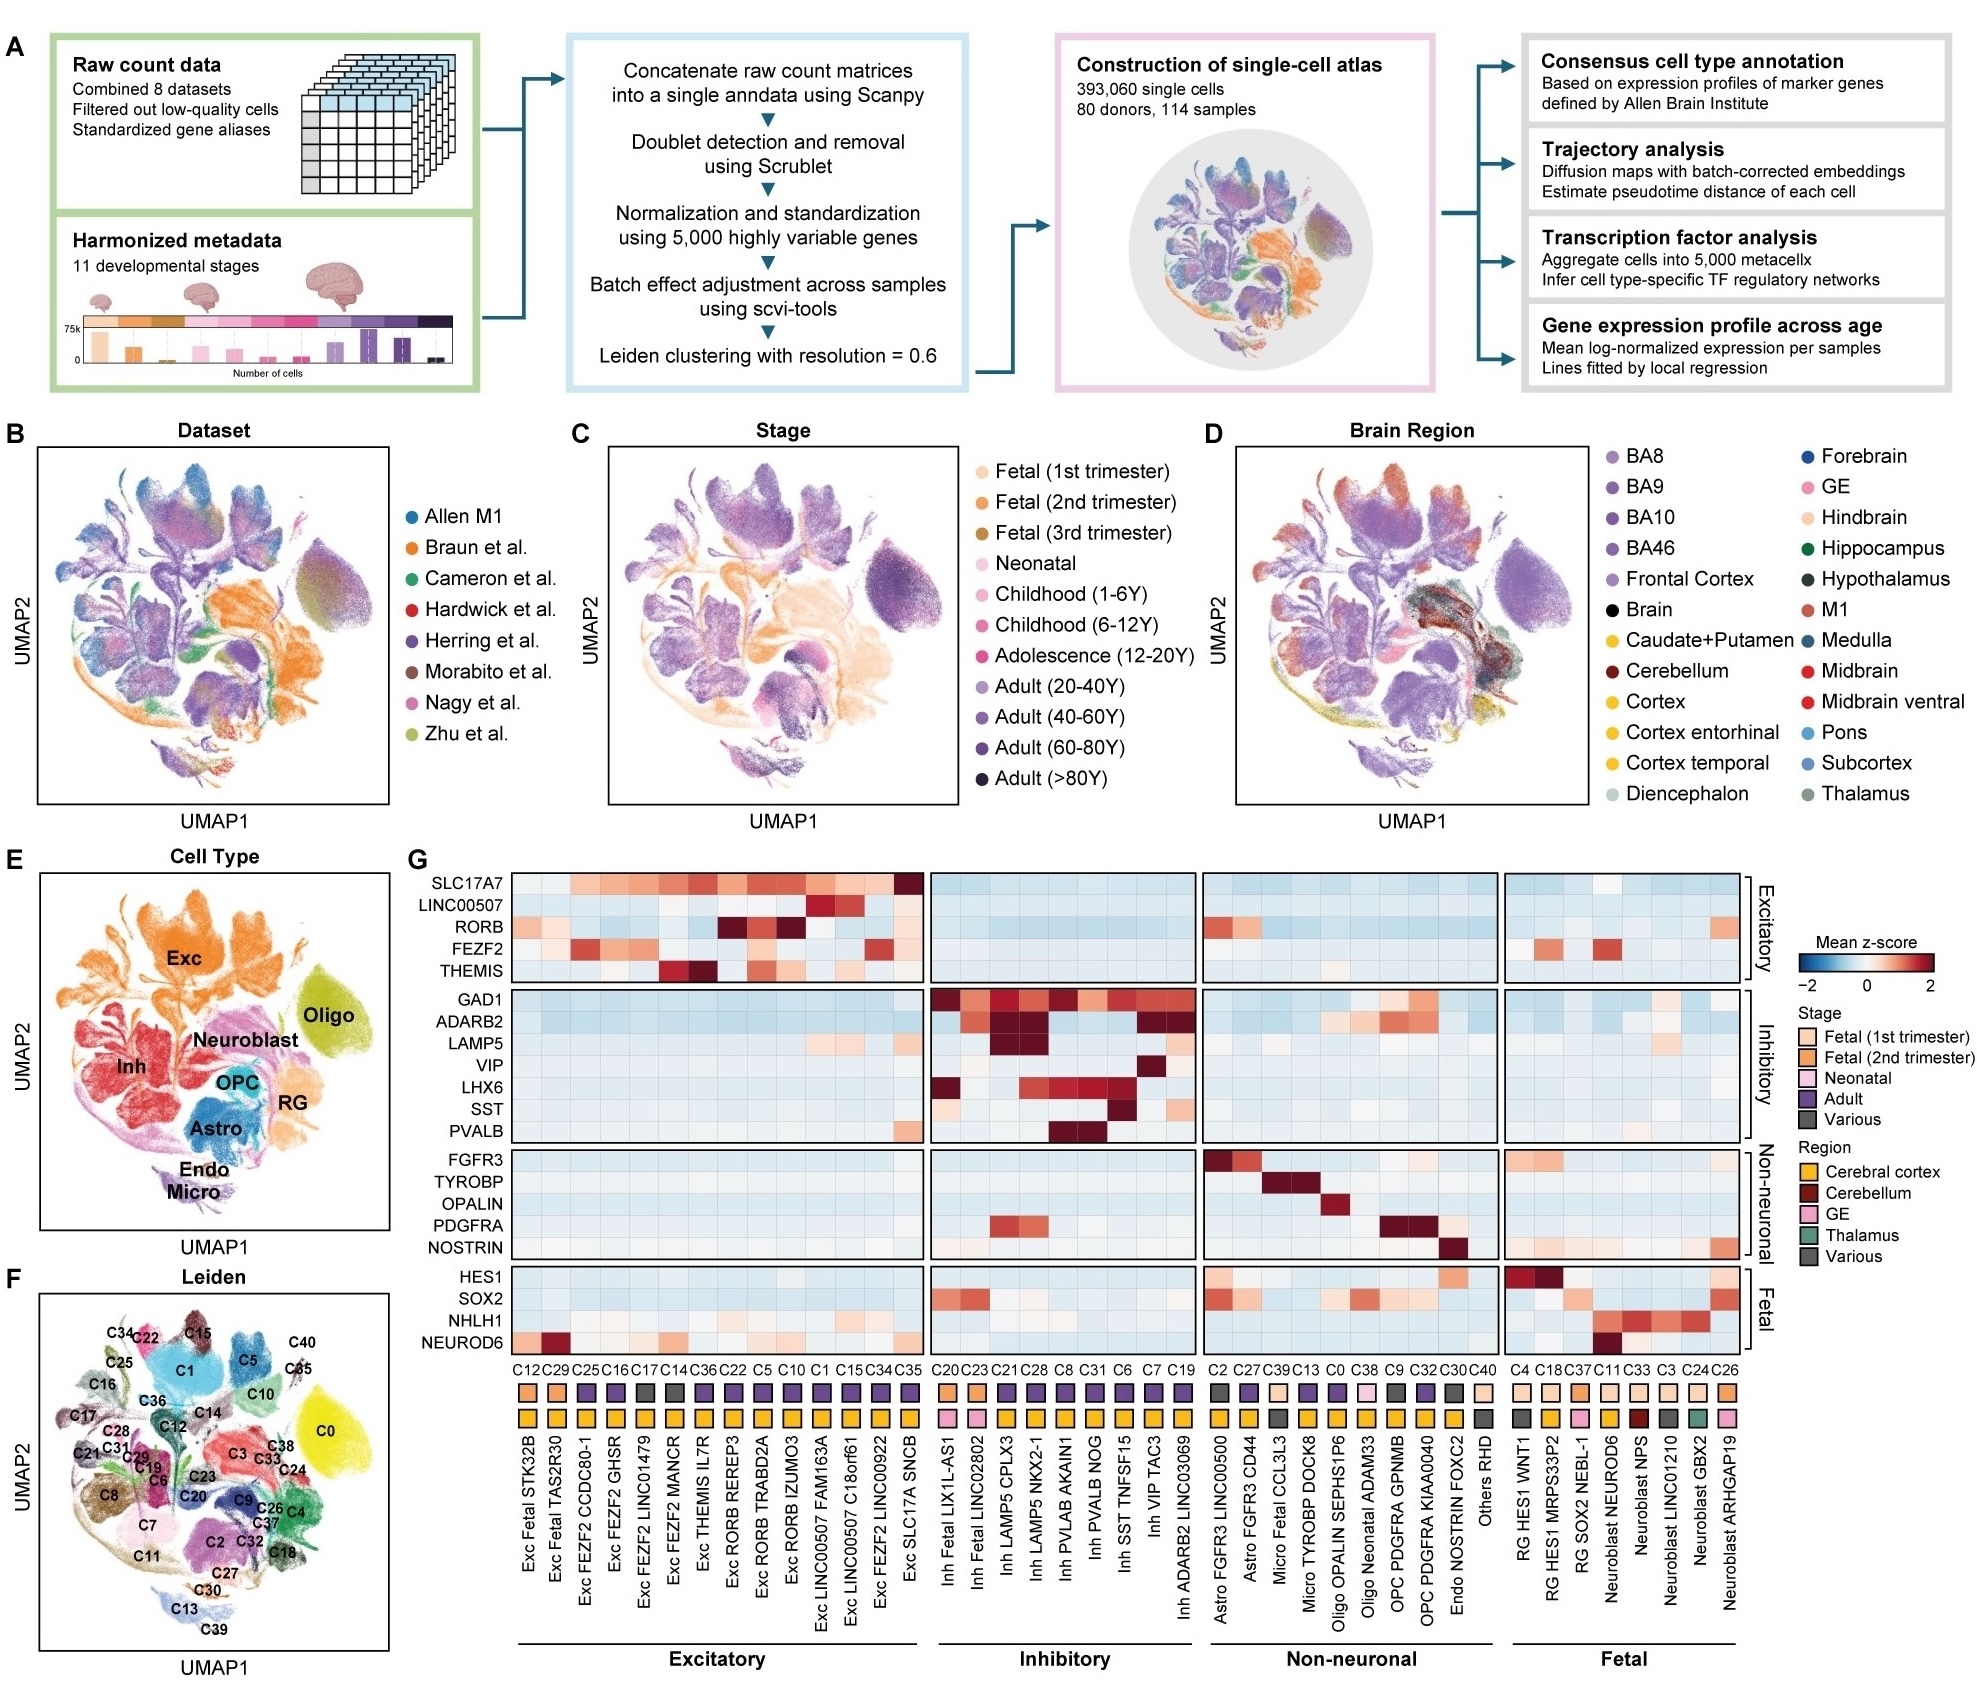 A
Raw count data
Combined 8 datasets
Filtered out low-quality cells
Standardized gene aliases
Harmonized metadata
11 developmental stages
75k
0
Number of cells
Concatenate raw count matrices
into a single anndata using Scanpy
Doublet detection and removal
using Scrublet
Normalization and standardization
using 5,000 highly variable genes
Batch effect adjustment across samples
using scvi-tools
Leiden clustering with resolution = 0.6
Construction of single-cell atlas
393,060 single cells
80 donors, 114 samples
Consensus cell type annotation
Based on expression profiles of marker genes
defined by Allen Brain Institute
Trajectory analysis
Diffusion maps with batch-corrected embeddings
Estimate pseudotime distance of each cell
Transcription factor analysis
Aggregate cells into 5,000 metacellx
Infer cell type-specific TF regulatory networks
Gene expression profile across age
Mean log-normalized expression per samples
Lines fitted by local regression
B
Dataset
UMAP2
UMAP1
Allen M1
Braun et al.
Cameron et al.
Hardwick et al.
Herring et al.
Morabito et al.
Nagy et al.
Zhu et al.
C
Stage
UMAP2
UMAP1
Fetal (1st trimester)
Fetal (2nd trimester)
Fetal (3rd trimester)
Neonatal
Childhood (1-6Y)
Childhood (6-12Y)
Adolescence (12-20Y)
Adult (20-40Y)
Adult (40-60Y)
Adult (60-80Y)
Adult (>80Y)
D
Brain Region
UMAP2
UMAP1
BA8
BA9
BA10
BA46
Frontal Cortex
Brain
Caudate+Putamen
Cerebellum
Cortex
Cortex entorhinal
Cortex temporal
Diencephalon
Forebrain
GE
Hindbrain
Hippocampus
Hypothalamus
M1
Medulla
Midbrain
Midbrain ventral
Pons
Subcortex
Thalamus
E
Cell Type
UMAP2
UMAP1
Exc
Oligo
Neuroblast
Inh
OPC
RG
Astro
Endo
Micro
F
Leiden
UMAP2
UMAP1
C34
C22
C15
C40
C25
C1
C5
C35
C16
C36
C10
C17
C12
C14
C0
C28
C21
C31
C29
C19
C6
C3
C38
C33
C24
C23
C8
C20
C9
C26
C4
C37
C7
C2
C32
C18
C11
C27
C30
C13
C39
G
SLC17A7
LINC00507
RORB
FEZF2
THEMIS
Excitatory
GAD1
ADARB2
LAMP5
VIP
LHX6
SST
PVALB
Inhibitory
FGFR3
TYROBP
OPALIN
PDGFRA
NOSTRIN
Non-neuronal
HES1
SOX2
NHLH1
NEUROD6
Fetal
C12 C29 C25 C16 C17 C14 C36 C22 C5 C10 C1 C15 C34 C35
C20 C23 C21 C28 C8 C31 C6 C7 C19
C2 C27 C39 C13 C0 C38 C9 C32 C30 C40
C4 C18 C37 C11 C33 C3 C24 C26
Exc Fetal STK32B
Exc Fetal TAS2R30
Exc FEZF2 CCDC80-1
Exc FEZF2 GHSR
Exc FEZF2 LINC01479
Exc FEZF2 MANCR
Exc THEMIS IL7R
Exc RORB REREP3
Exc RORB TRABD2A
Exc RORB IZUMO3
Exc LINC00507 FAM163A
Exc LINC00507 C18orf61
Exc FEZF2 LINC00922
Exc SLC17A SNCB
Inh Fetal LIX1L-AS1
Inh Fetal LINC02802
Inh LAMP5 CPLX3
Inh LAMP5 NKX2-1
Inh PVLAB AKAIN1
Inh PVALB NOG
Inh SST TNFSF15
Inh VIP TAC3
Inh ADARB2 LINC03069
Astro FGFR3 LINC00500
Astro FGFR3 CD44
Micro Fetal CCL3L3
Micro TYROBP DOCK8
Oligo OPALIN SEPHS1P6
Oligo Neonatal ADAM33
OPC PDGFRA GPNMB
OPC PDGFRA KIAA0040
Endo NOSTRIN FOXC2
Others RHD
RG HES1 WNT1
RG HES1 MRPS33P2
RG SOX2 NEBL-1
Neuroblast NEUROD6
Neuroblast NPS
Neuroblast LINC01210
Neuroblast GBX2
Neuroblast ARHGAP19
Excitatory
Inhibitory
Non-neuronal
Fetal
Mean z-score
−2 0 2
Stage
Fetal (1st trimester)
Fetal (2nd trimester)
Neonatal
Adult
Various
Region
Cerebral cortex
Cerebellum
GE
Thalamus
Various